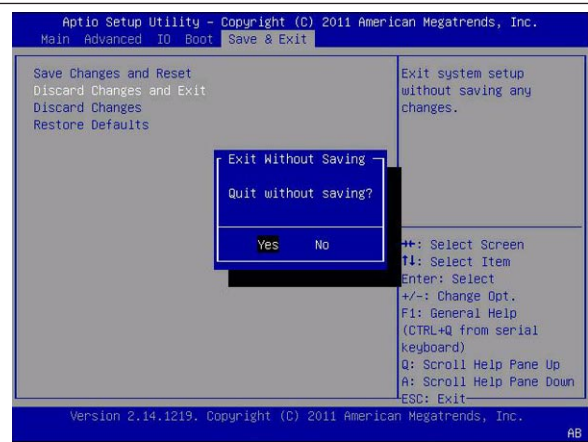 Aptio Setup Utility – Copyright (C) 2011 American Megatrends, Inc.
Main Advanced IO Boot Save & Exit
Save Changes and Reset
Discard Changes and Exit
Discard Changes
Restore Defaults
Exit system setup
without saving any
changes.
Exit Without Saving
Quit without saving?
Yes No
→←: Select Screen
↑↓: Select Item
Enter: Select
+/-: Change Opt.
F1: General Help
(CTRL+Q from serial
keyboard)
Q: Scroll Help Pane Up
A: Scroll Help Pane Down
ESC: Exit
Version 2.14.1219. Copyright (C) 2011 American Megatrends, Inc.
AB